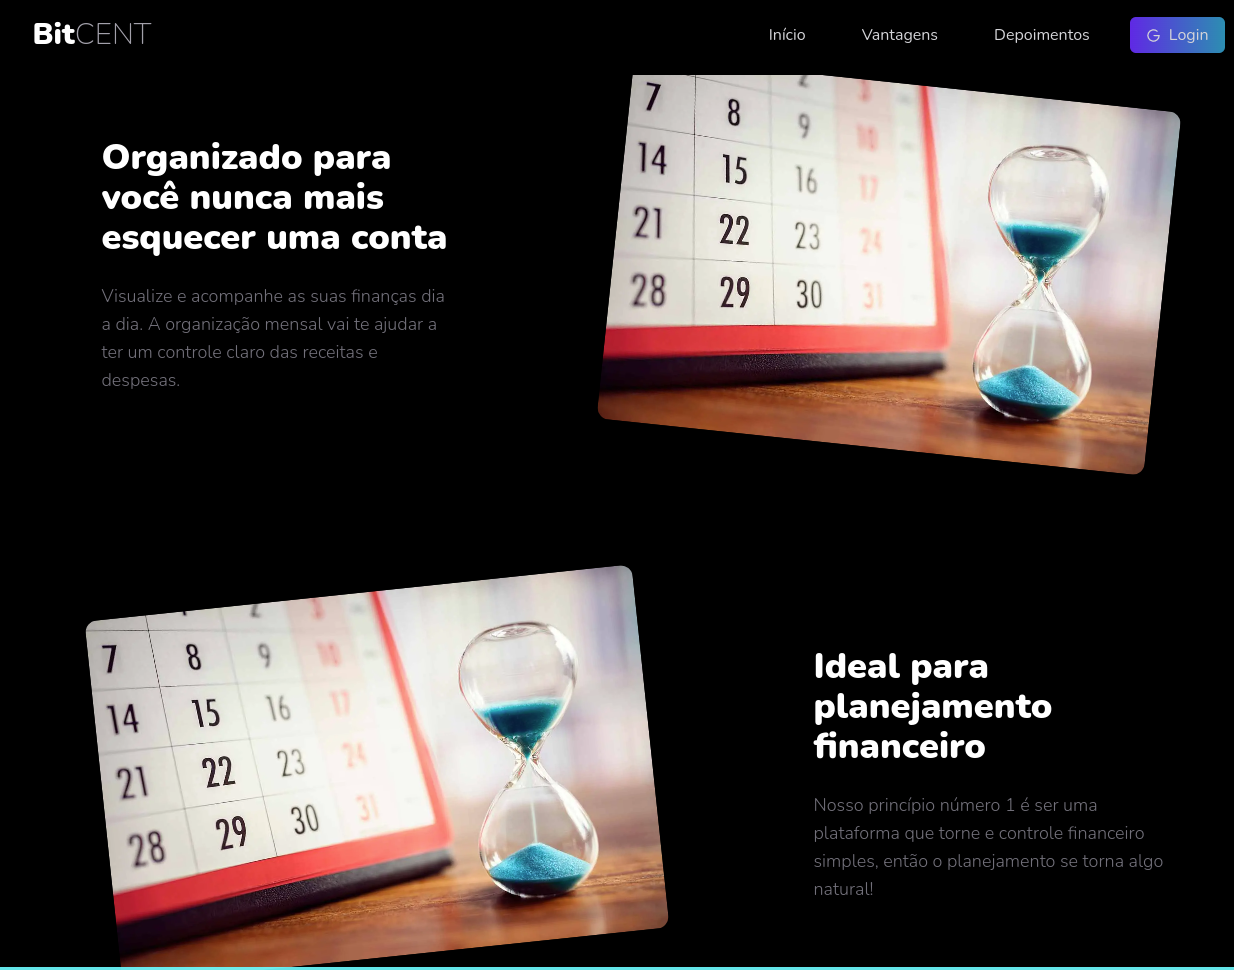 BitCENT
Início
Vantagens
Depoimentos
G Login
Organizado para
você nunca mais
esquecer uma conta
Visualize e acompanhe as suas finanças dia
a dia. A organização mensal vai te ajudar a
ter um controle claro das receitas e
despesas.
2 3
7 8 9 10
14 15 16 17
21 22 23 24
28 29 30 31
2 3
7 8 9 10
14 15 16 17
21 22 23 24
28 29 30 31
Ideal para
planejamento
financeiro
Nosso princípio número 1 é ser uma
plataforma que torne e controle financeiro
simples, então o planejamento se torna algo
natural!